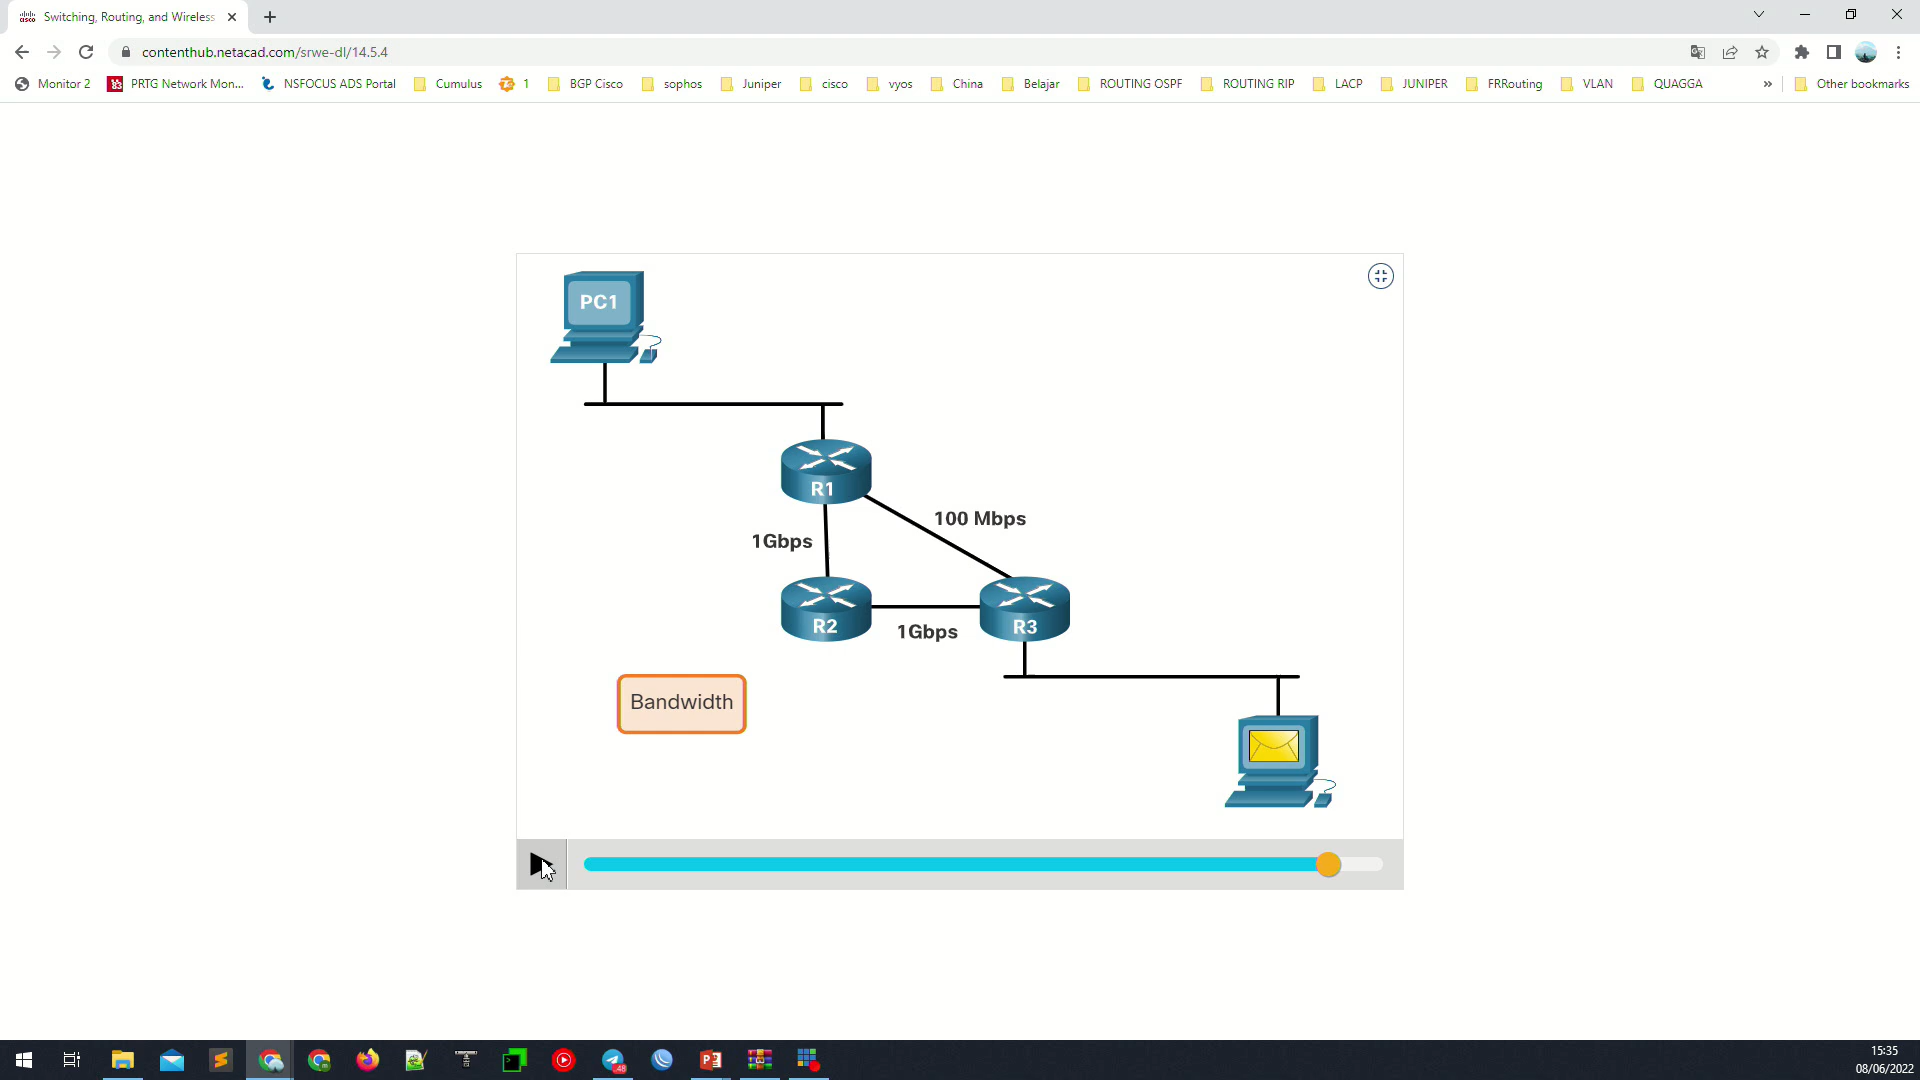 Switching, Routing, and Wireless
contenthub.netacad.com/srwe-dl/14.5.4
Monitor 2
PRTG Network Mon...
NSFOCUS ADS Portal
Cumulus
1
BGP Cisco
sophos
Juniper
cisco
vyos
China
Belajar
ROUTING OSPF
ROUTING RIP
LACP
JUNIPER
FRRouting
VLAN
QUAGGA
»
Other bookmarks
PC1
R1
100 Mbps
1Gbps
R2
R3
1Gbps
Bandwidth
48
15:35
08/06/2022